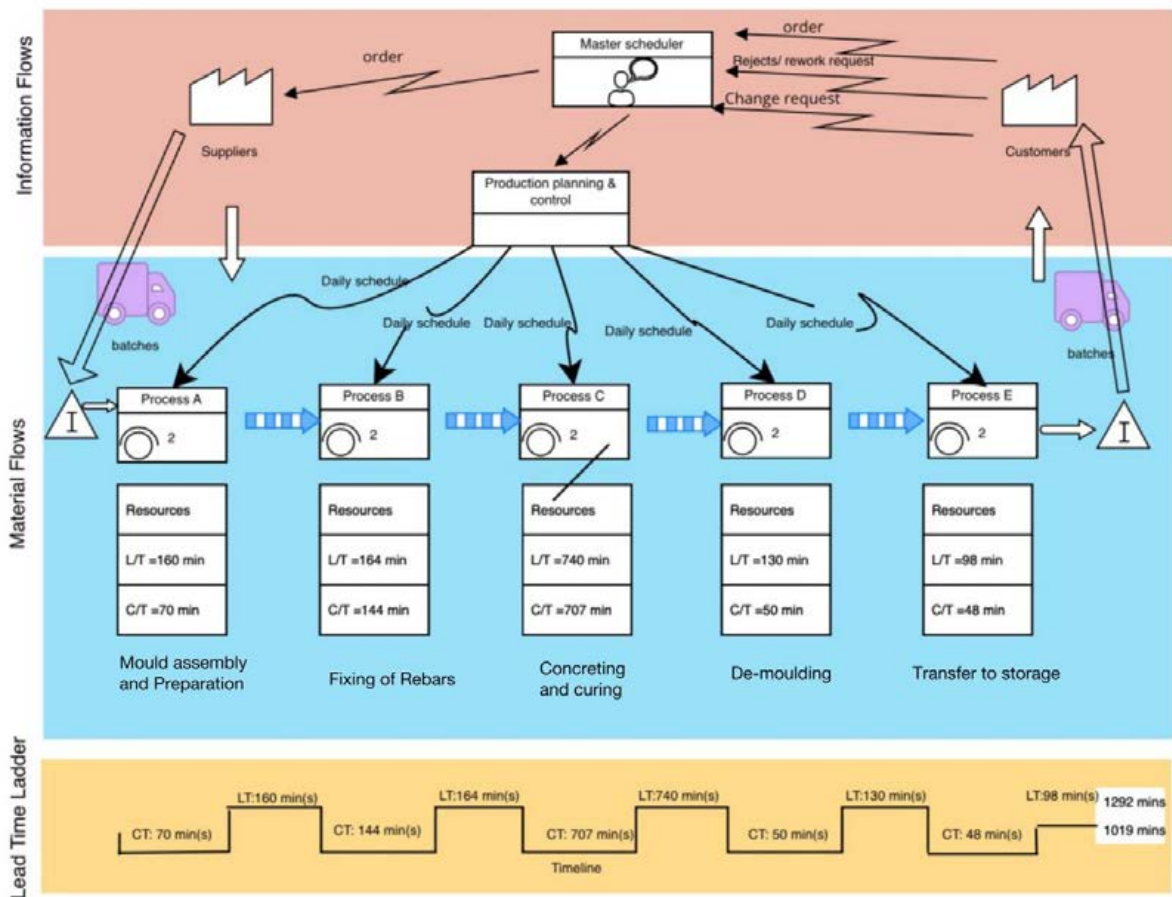 Information Flows
order
Master scheduler
order
Rejects/ rework request
Change request
Suppliers
Customers
Production planning &
control
Material Flows
Daily schedule
Daily schedule
Daily schedule
Daily schedule
Daily schedule
batches
batches
I
Process A
2
Process B
2
Process C
2
Process D
2
Process E
2
I
Resources
L/T =160 min
C/T =70 min
Resources
L/T =164 min
C/T =144 min
Resources
L/T =740 min
C/T =707 min
Resources
L/T =130 min
C/T =50 min
Resources
L/T =98 min
C/T =48 min
Mould assembly
and Preparation
Fixing of Rebars
Concreting
and curing
De-moulding
Transfer to storage
Lead Time Ladder
CT: 70 min(s)
LT:160 min(s)
CT: 144 min(s)
LT:164 min(s)
CT: 707 min(s)
LT:740 min(s)
CT: 50 min(s)
LT:130 min(s)
CT: 48 min(s)
LT:98 min(s)
1292 mins
1019 mins
Timeline